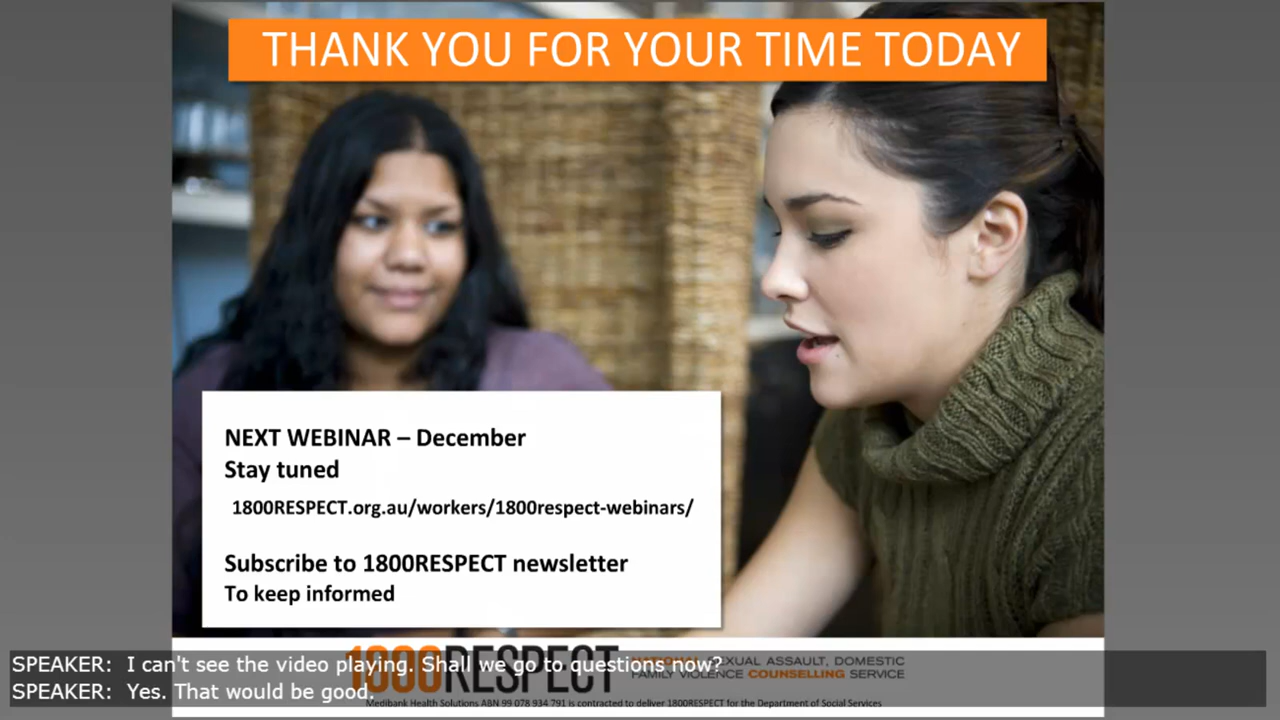 THANK YOU FOR YOUR TIME TODAY
NEXT WEBINAR – December
Stay tuned
1800RESPECT.org.au/workers/1800respect-webinars/
Subscribe to 1800RESPECT newsletter
To keep informed
1800RESPECT
NATIONAL SEXUAL ASSAULT, DOMESTIC
FAMILY VIOLENCE COUNSELLING SERVICE
Medibank Health Solutions ABN 99 078 934 791 is contracted to deliver 1800RESPECT for the Department of Social Services
SPEAKER: I can't see the video playing. Shall we go to questions now?
SPEAKER: Yes. That would be good.